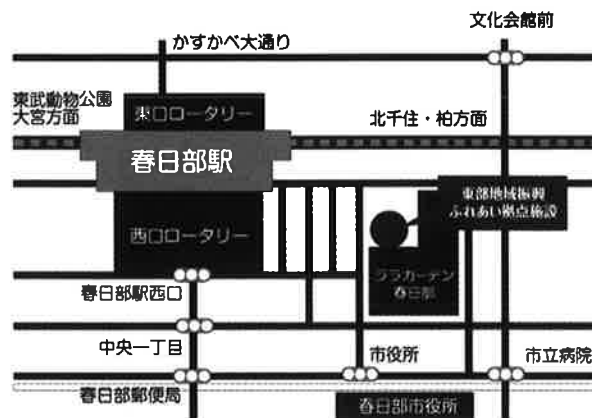 文化会館前
かすかべ大通り
東武動物公園
大宮方面
東口ロータリー
北千住・柏方面
春日部駅
東部地域振興
ふれあい拠点施設
西口ロータリー
ララガーデン
春日部
春日部駅西口
中央一丁目
市役所
市立病院
春日部郵便局
春日部市役所